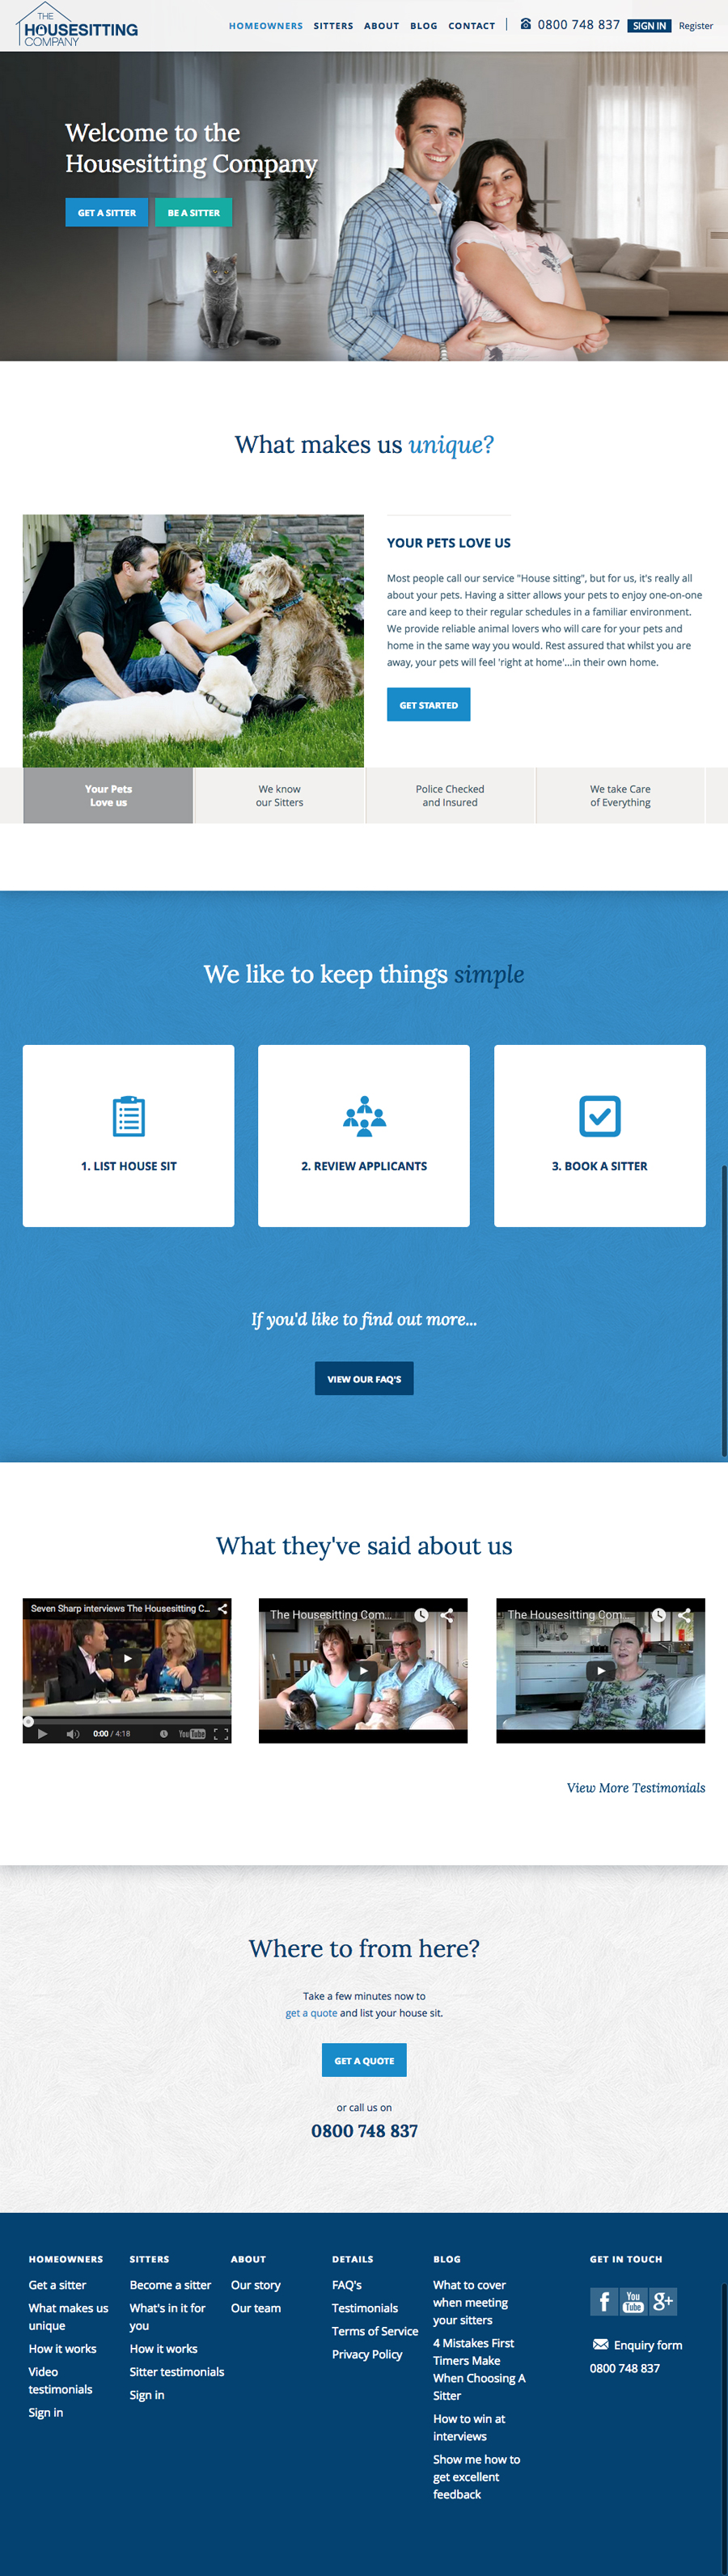 THE
HOUSESITTING
COMPANY
HOMEOWNERS SITTERS ABOUT BLOG CONTACT 0800 748 837 SIGN IN Register
Welcome to the
Housesitting Company
GET A SITTER BE A SITTER
What makes us unique?
YOUR PETS LOVE US
Most people call our service "House sitting", but for us, it's really all
about your pets. Having a sitter allows your pets to enjoy one-on-one
care and keep to their regular schedules in a familiar environment.
We provide reliable animal lovers who will care for your pets and
home in the same way you would. Rest assured that whilst you are
away, your pets will feel 'right at home'...in their own home.
GET STARTED
Your Pets
Love us
We know
our Sitters
Police Checked
and Insured
We take Care
of Everything
We like to keep things simple
1. LIST HOUSE SIT
2. REVIEW APPLICANTS
3. BOOK A SITTER
If you'd like to find out more...
VIEW OUR FAQ'S
What they've said about us
Seven Sharp interviews The Housesitting C...
0:00 / 4:18 YouTube
The Housesitting Com...
The Housesitting Com...
View More Testimonials
Where to from here?
Take a few minutes now to
get a quote and list your house sit.
GET A QUOTE
or call us on
0800 748 837
HOMEOWNERS
Get a sitter
What makes us
unique
How it works
Video
testimonials
Sign in
SITTERS
Become a sitter
What's in it for
you
How it works
Sitter testimonials
Sign in
ABOUT
Our story
Our team
DETAILS
FAQ's
Testimonials
Terms of Service
Privacy Policy
BLOG
What to cover
when meeting
your sitters
4 Mistakes First
Timers Make
When Choosing A
Sitter
How to win at
interviews
Show me how to
get excellent
feedback
GET IN TOUCH
f You Tube g+
Enquiry form
0800 748 837